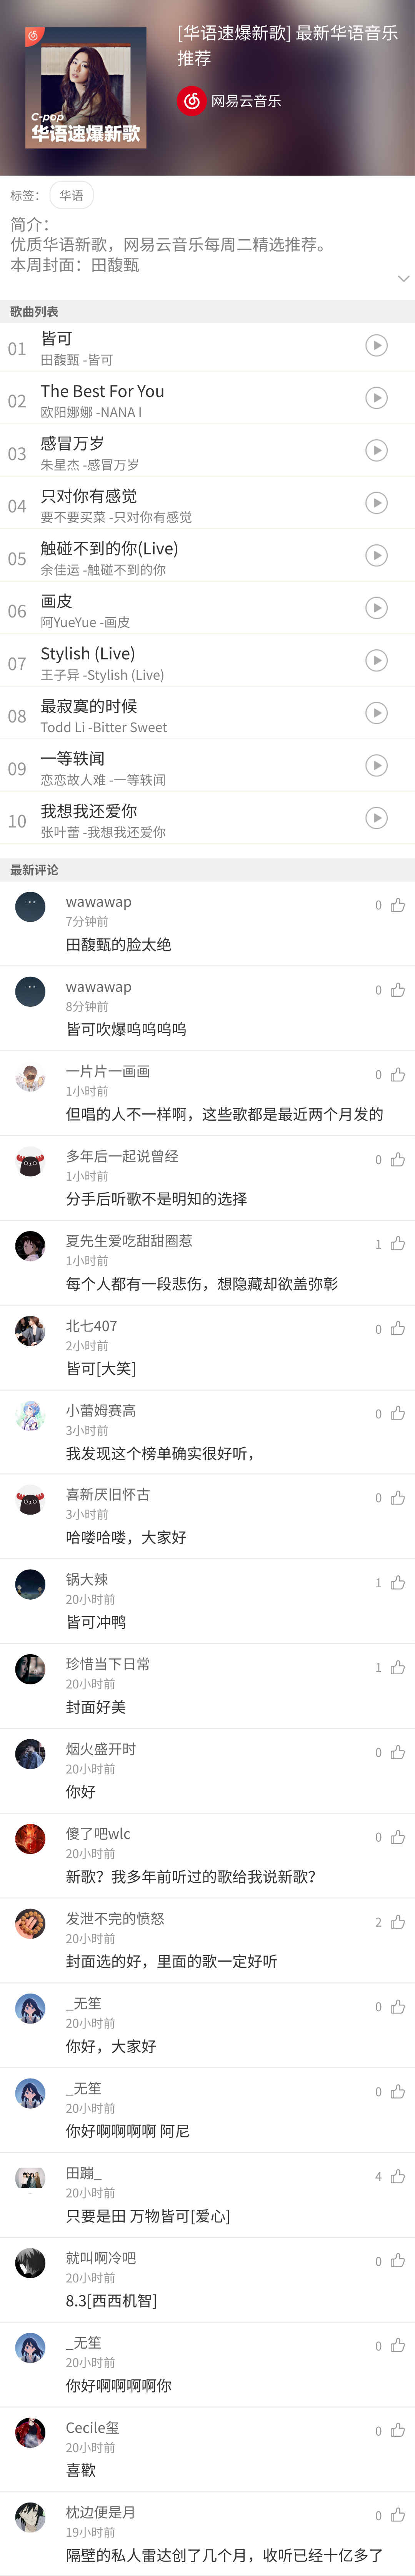 [华语速爆新歌] 最新华语音乐
推荐
网易云音乐
C-pop
华语速爆新歌
标签：
华语
简介：
优质华语新歌，网易云音乐每周二精选推荐。
本周封面：田馥甄
歌曲列表
01
皆可
田馥甄 -皆可
02
The Best For You
欧阳娜娜 -NANA I
03
感冒万岁
朱星杰 -感冒万岁
04
只对你有感觉
要不要买菜 -只对你有感觉
05
触碰不到的你(Live)
余佳运 -触碰不到的你
06
画皮
阿YueYue -画皮
07
Stylish (Live)
王子异 -Stylish (Live)
08
最寂寞的时候
Todd Li -Bitter Sweet
09
一等轶闻
恋恋故人难 -一等轶闻
10
我想我还爱你
张叶蕾 -我想我还爱你
最新评论
wawawap
0
7分钟前
田馥甄的脸太绝
wawawap
0
8分钟前
皆可吹爆呜呜呜呜
一片片一画画
0
1小时前
但唱的人不一样啊，这些歌都是最近两个月发的
多年后一起说曾经
0
1小时前
分手后听歌不是明知的选择
夏先生爱吃甜甜圈惹
1
1小时前
每个人都有一段悲伤，想隐藏却欲盖弥彰
北七407
0
2小时前
皆可[大笑]
小蕾姆赛高
0
3小时前
我发现这个榜单确实很好听，
喜新厌旧怀古
0
3小时前
哈喽哈喽，大家好
锅大辣
1
20小时前
皆可冲鸭
珍惜当下日常
1
20小时前
封面好美
烟火盛开时
0
20小时前
你好
傻了吧wlc
0
20小时前
新歌？我多年前听过的歌给我说新歌？
发泄不完的愤怒
2
20小时前
封面选的好，里面的歌一定好听
_无笙
0
20小时前
你好，大家好
_无笙
0
20小时前
你好啊啊啊啊 阿尼
田蹦_
4
20小时前
只要是田 万物皆可[爱心]
就叫啊冷吧
0
20小时前
8.3[西西机智]
_无笙
0
20小时前
你好啊啊啊啊你
Cecile玺
0
20小时前
喜歡
枕边便是月
0
19小时前
隔壁的私人雷达创了几个月，收听已经十亿多了